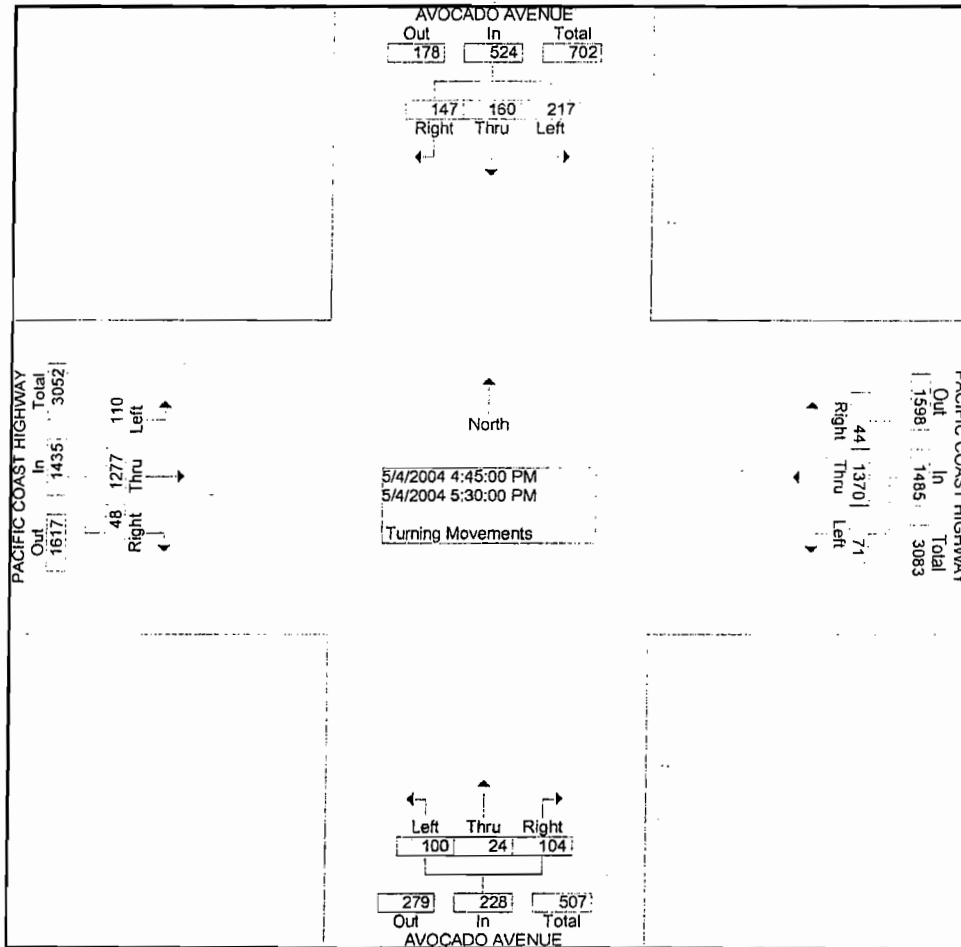 AVOCADO AVENUE
Out In Total
178 524 702
147 160 217
Right Thru Left
PACIFIC COAST HIGHWAY
Out In Total
1617 1435 3052
Right Thru Left
48 1277 110
North
5/4/2004 4:45:00 PM
5/4/2004 5:30:00 PM
Turning Movements
PACIFIC COAST HIGHWAY
Out In Total
1598 1485 3083
44 1370 71
Right Thru Left
Left Thru Right
100 24 104
279 228 507
Out In Total
AVOCADO AVENUE